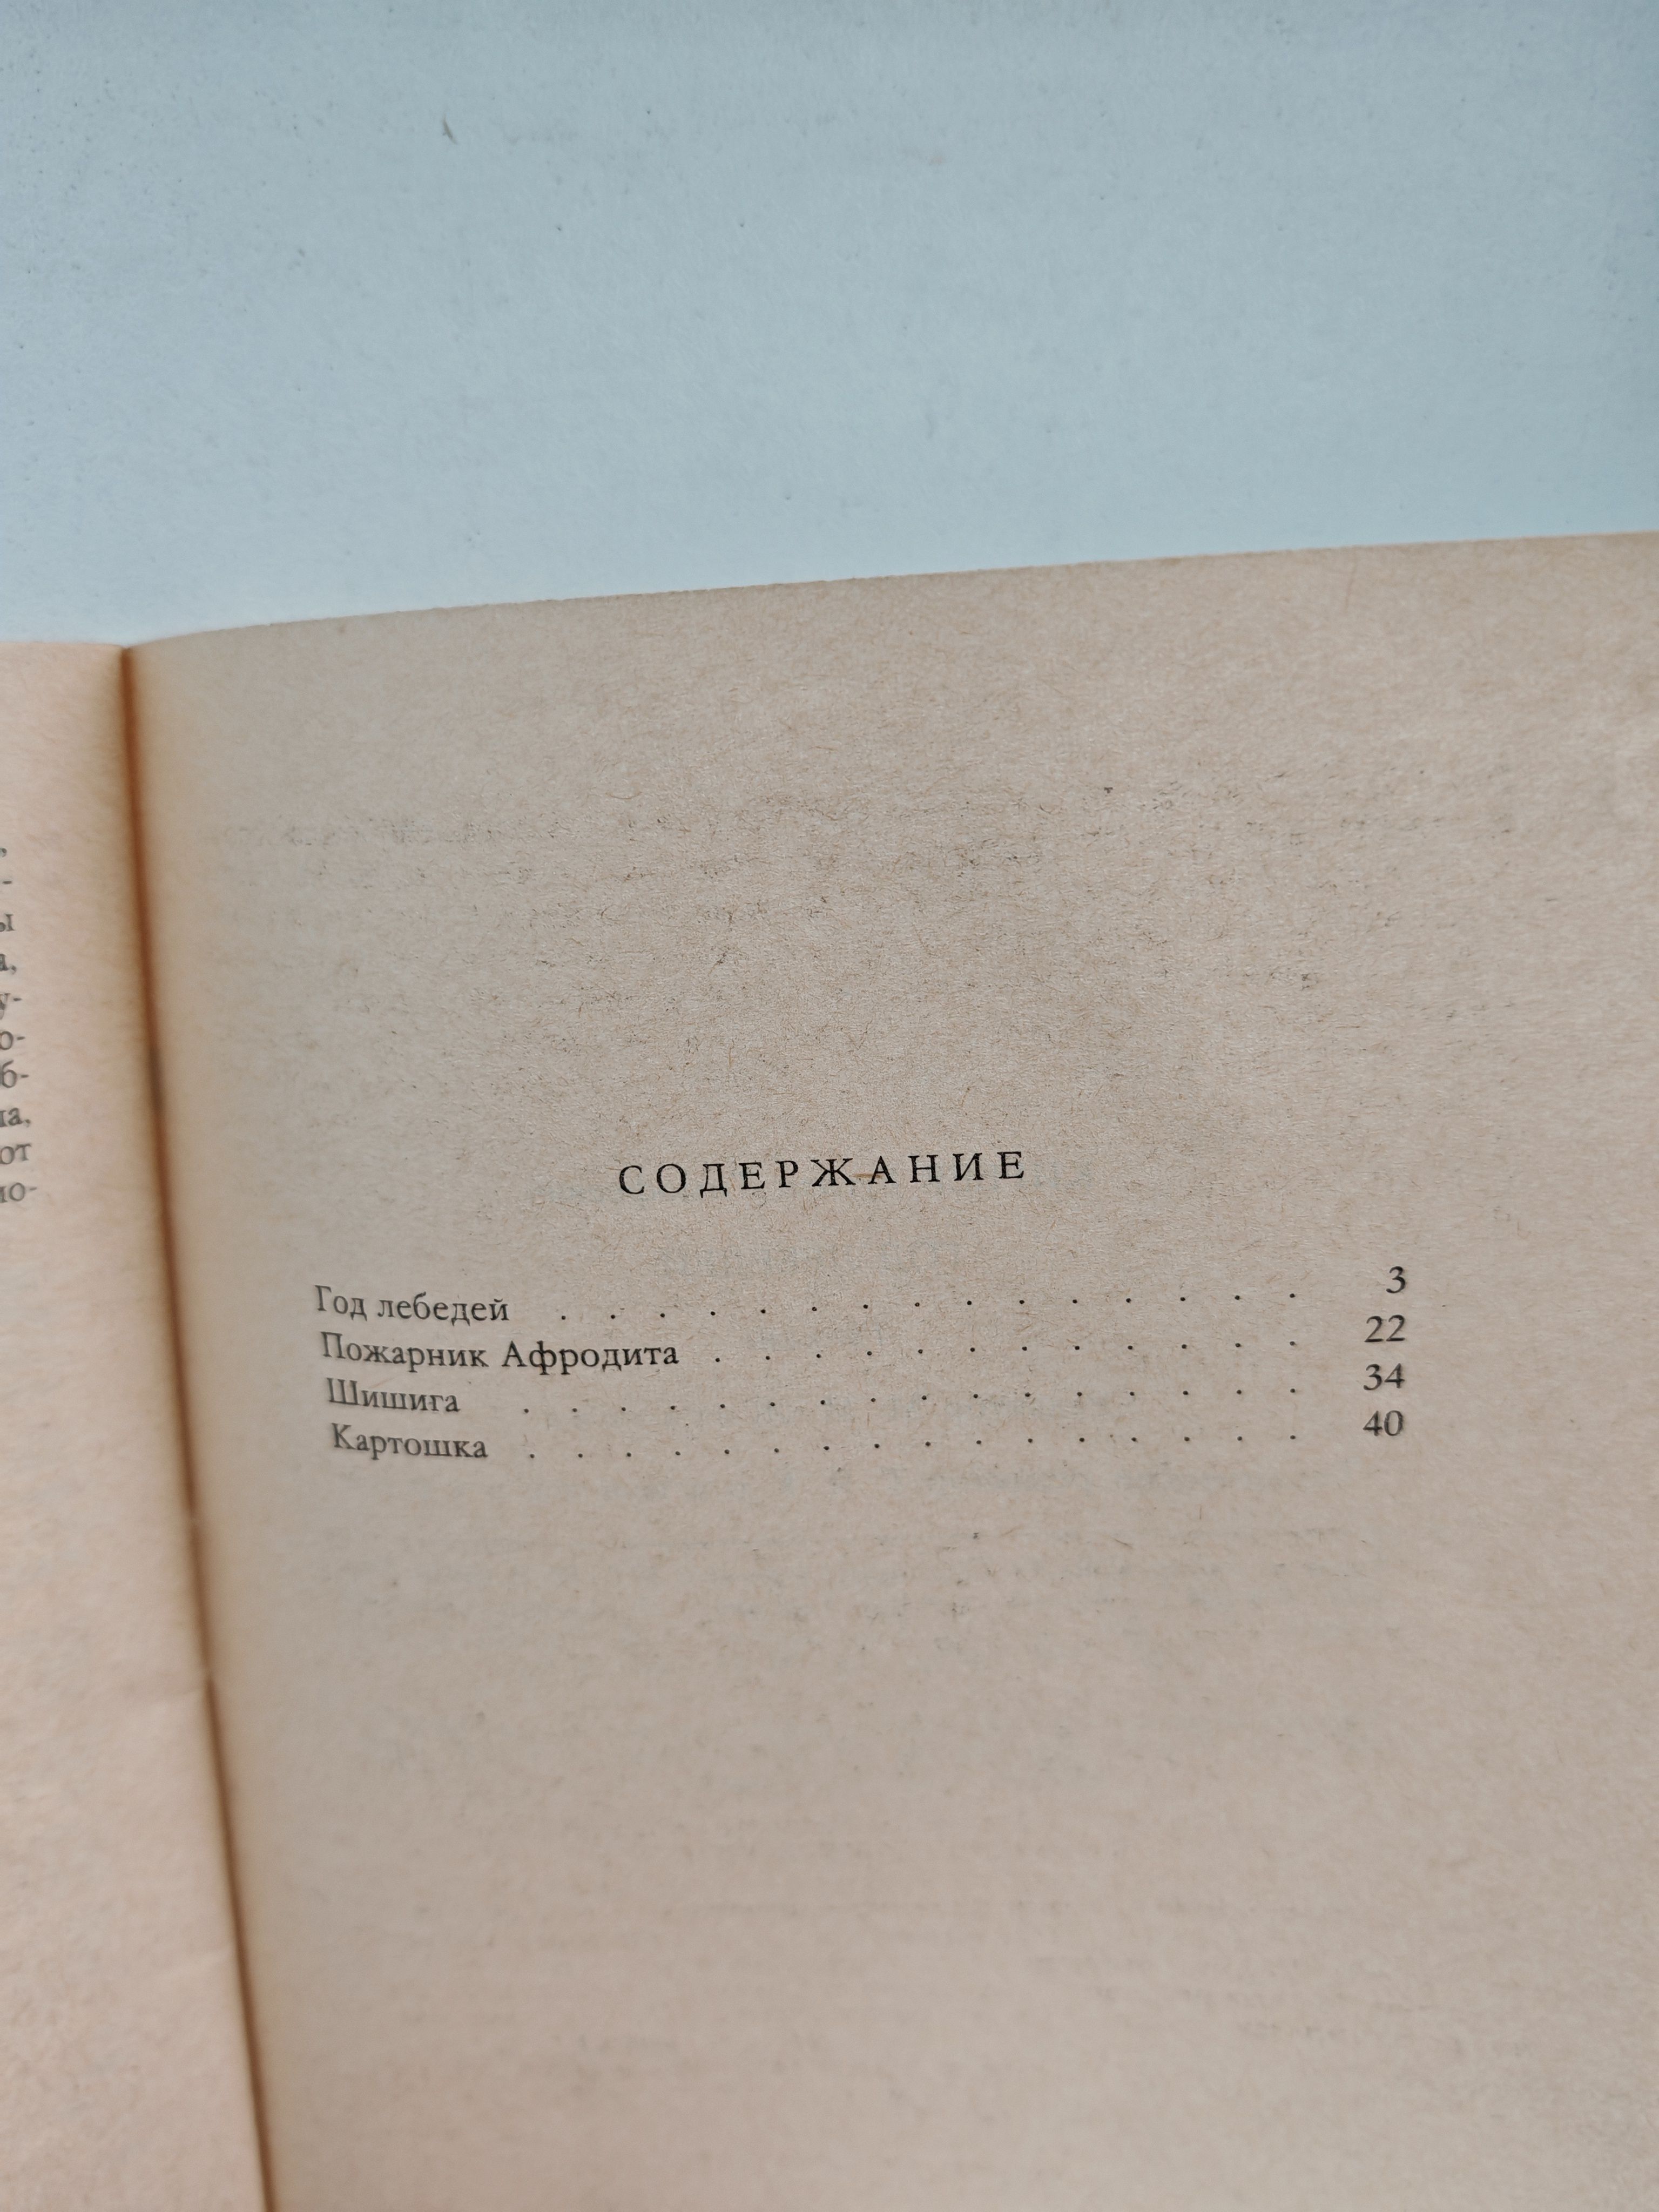 СОДЕРЖАНИЕ
Год лебедей . . . . . . . . . . . . . . . 3
Пожарник Афродита . . . . . . . . . . . . 22
Шишига . . . . . . . . . . . . . . . . 34
Картошка . . . . . . . . . . . . . . . . 40